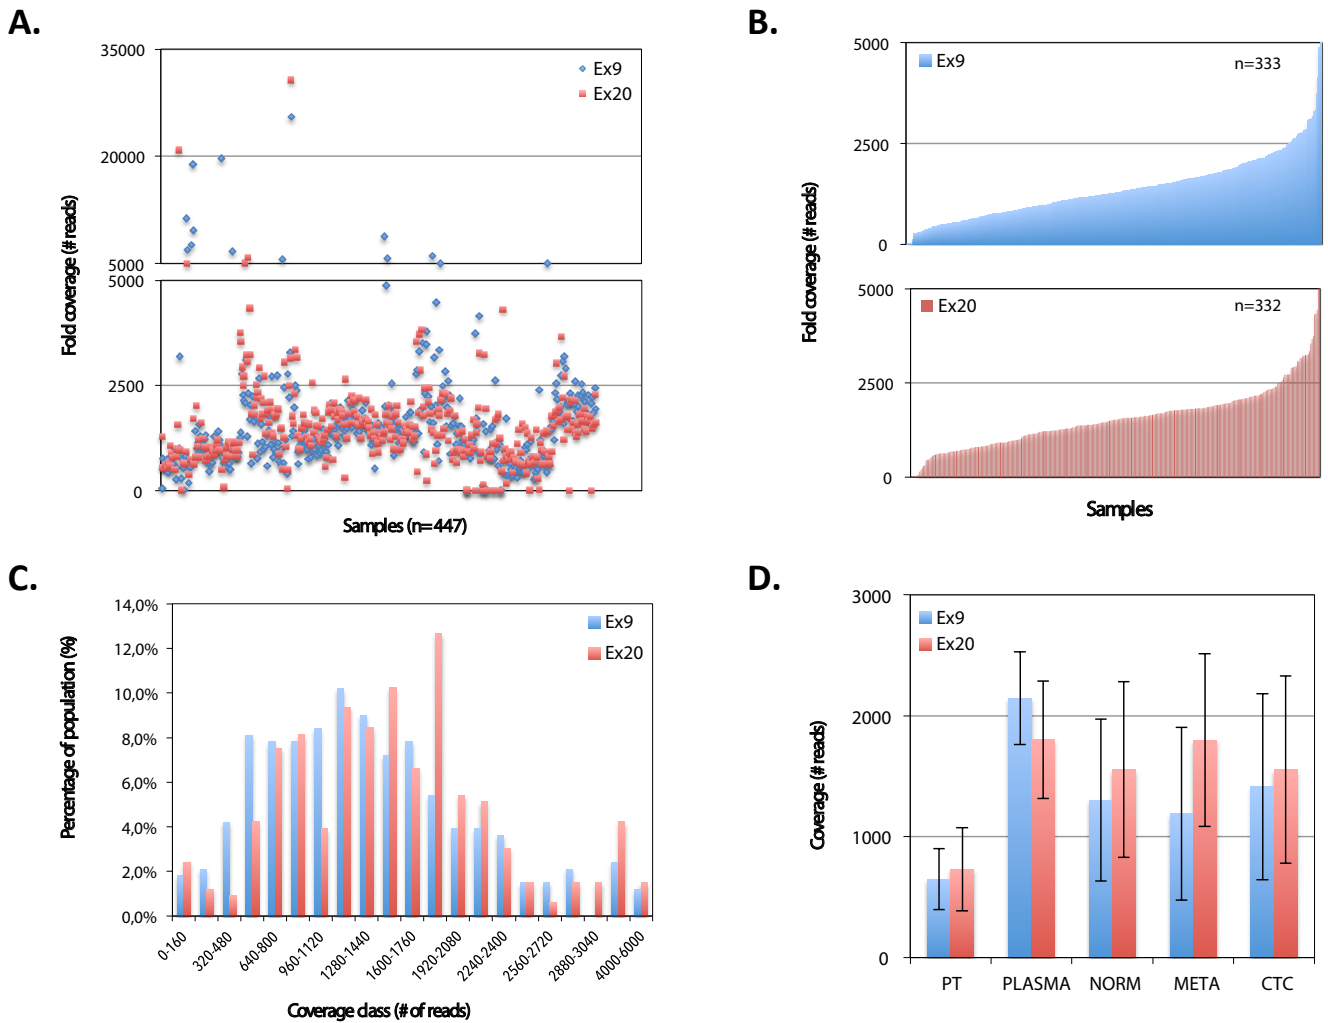 A.
35000
20000
5000
5000
2500
0
Fold coverage (# reads)
Ex9
Ex20
Samples (n=447)
B.
5000
2500
0
Ex9
n=333
Fold coverage (# reads)
5000
2500
0
Ex20
n=332
Samples
C.
14,0%
12,0%
10,0%
8,0%
6,0%
4,0%
2,0%
0,0%
Percentage of population (%)
Ex9
Ex20
0-160
320-480
640-800
960-1120
1280-1440
1600-1760
1920-2080
2240-2400
2560-2720
2880-3040
4000-6000
Coverage class (# of reads)
D.
3000
2000
1000
0
Coverage (# reads)
Ex9
Ex20
PT
PLASMA
NORM
META
CTC